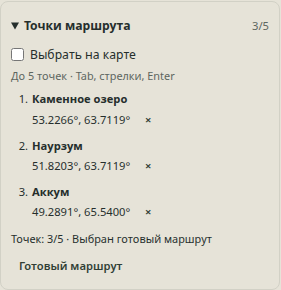 ▼ Точки маршрута 3/5
Выбрать на карте
До 5 точек · Tab, стрелки, Enter
1. Каменное озеро
53.2266°, 63.7119° ×
2. Наурзум
51.8203°, 63.7119° ×
3. Аккум
49.2891°, 65.5400° ×
Точек: 3/5 · Выбран готовый маршрут
Готовый маршрут